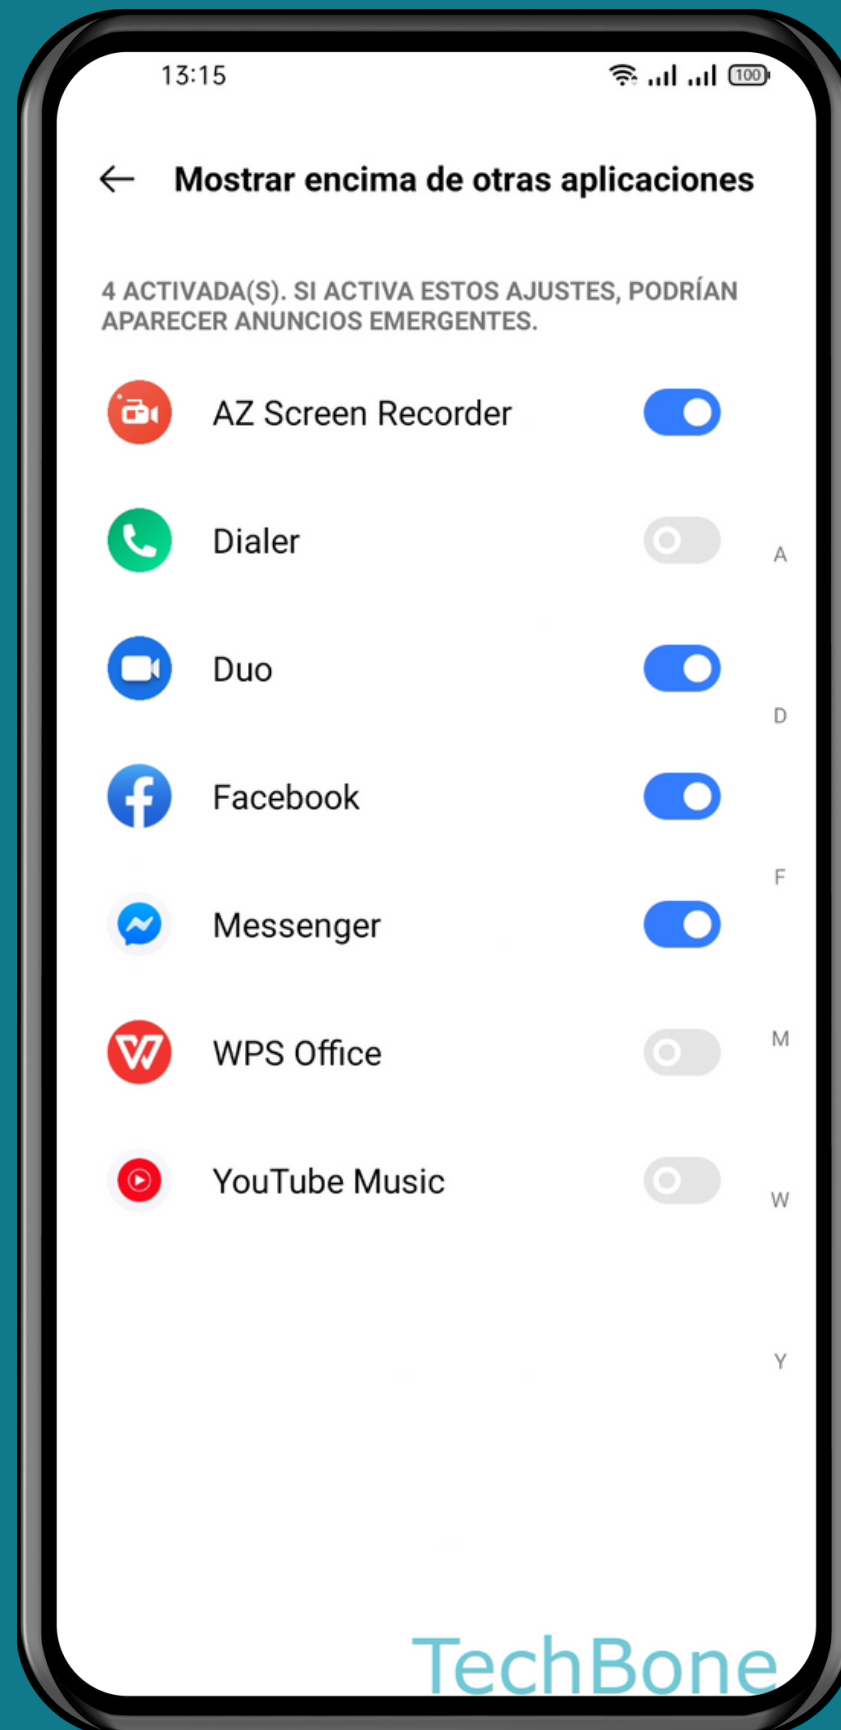 13:15
100
Mostrar encima de otras aplicaciones
4 ACTIVADA(S). SI ACTIVA ESTOS AJUSTES, PODRÍAN
APARECER ANUNCIOS EMERGENTES.
AZ Screen Recorder
Dialer
A
Duo
D
Facebook
F
Messenger
M
WPS Office
W
YouTube Music
Y
TechBone